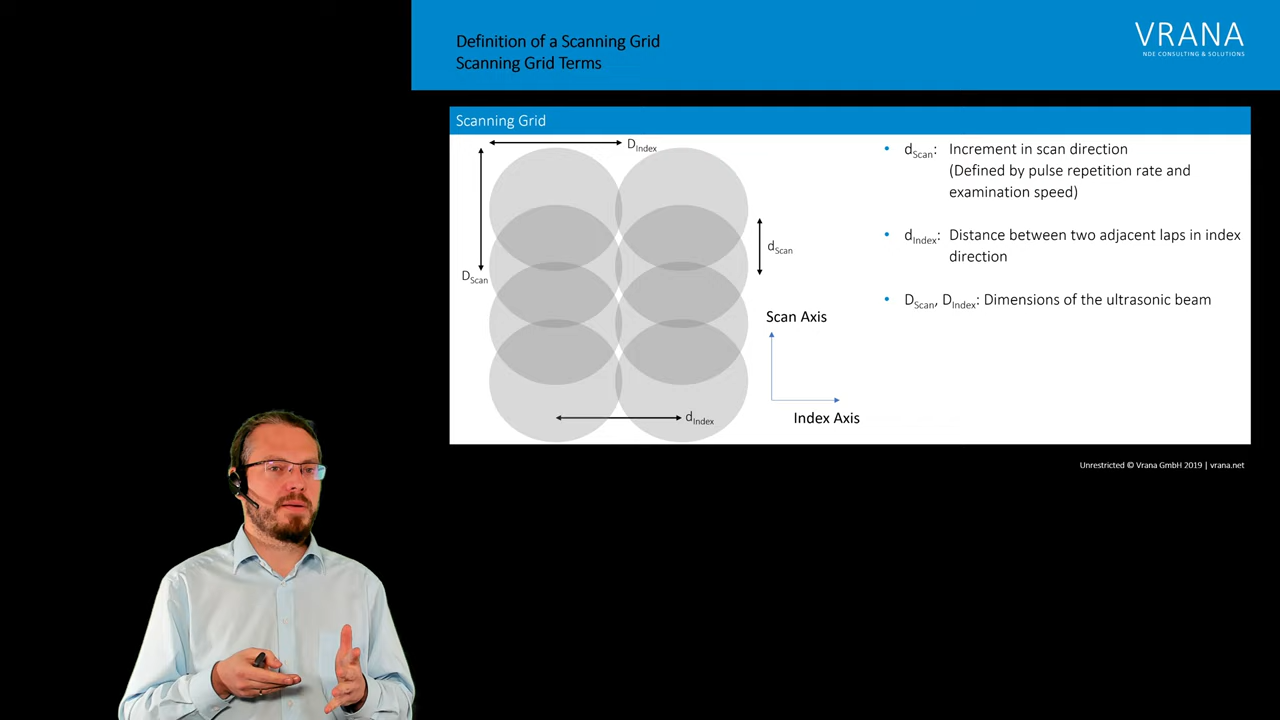 Definition of a Scanning Grid
Scanning Grid Terms
VRANA
NDE CONSULTING & SOLUTIONS
Scanning Grid
DIndex
DScan
dScan
dIndex
Scan Axis
Index Axis
• dScan: Increment in scan direction
(Defined by pulse repetition rate and
examination speed)
• dIndex: Distance between two adjacent laps in index
direction
• DScan, DIndex: Dimensions of the ultrasonic beam
Unrestricted © Vrana GmbH 2019 | vrana.net